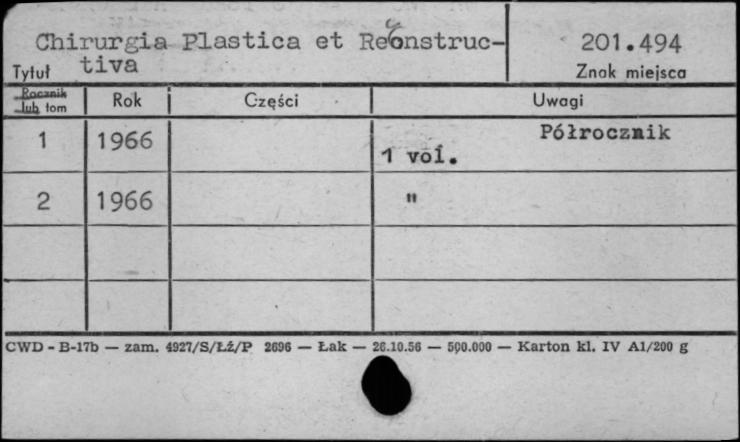 Chirurgia Plastica et Reconstruc-
tiva
201.494
Tytuł
Znak miejsca
Rocznik lub tom Rok Części Uwagi
Półrocznik
1 1966 1 vol.
2 1966 "
CWD - B-17b — zam. 4927/S/ŁŹ/P 2696 — Łak — 26.10.56 — 500.000 — Karton kl. IV A1/200 g